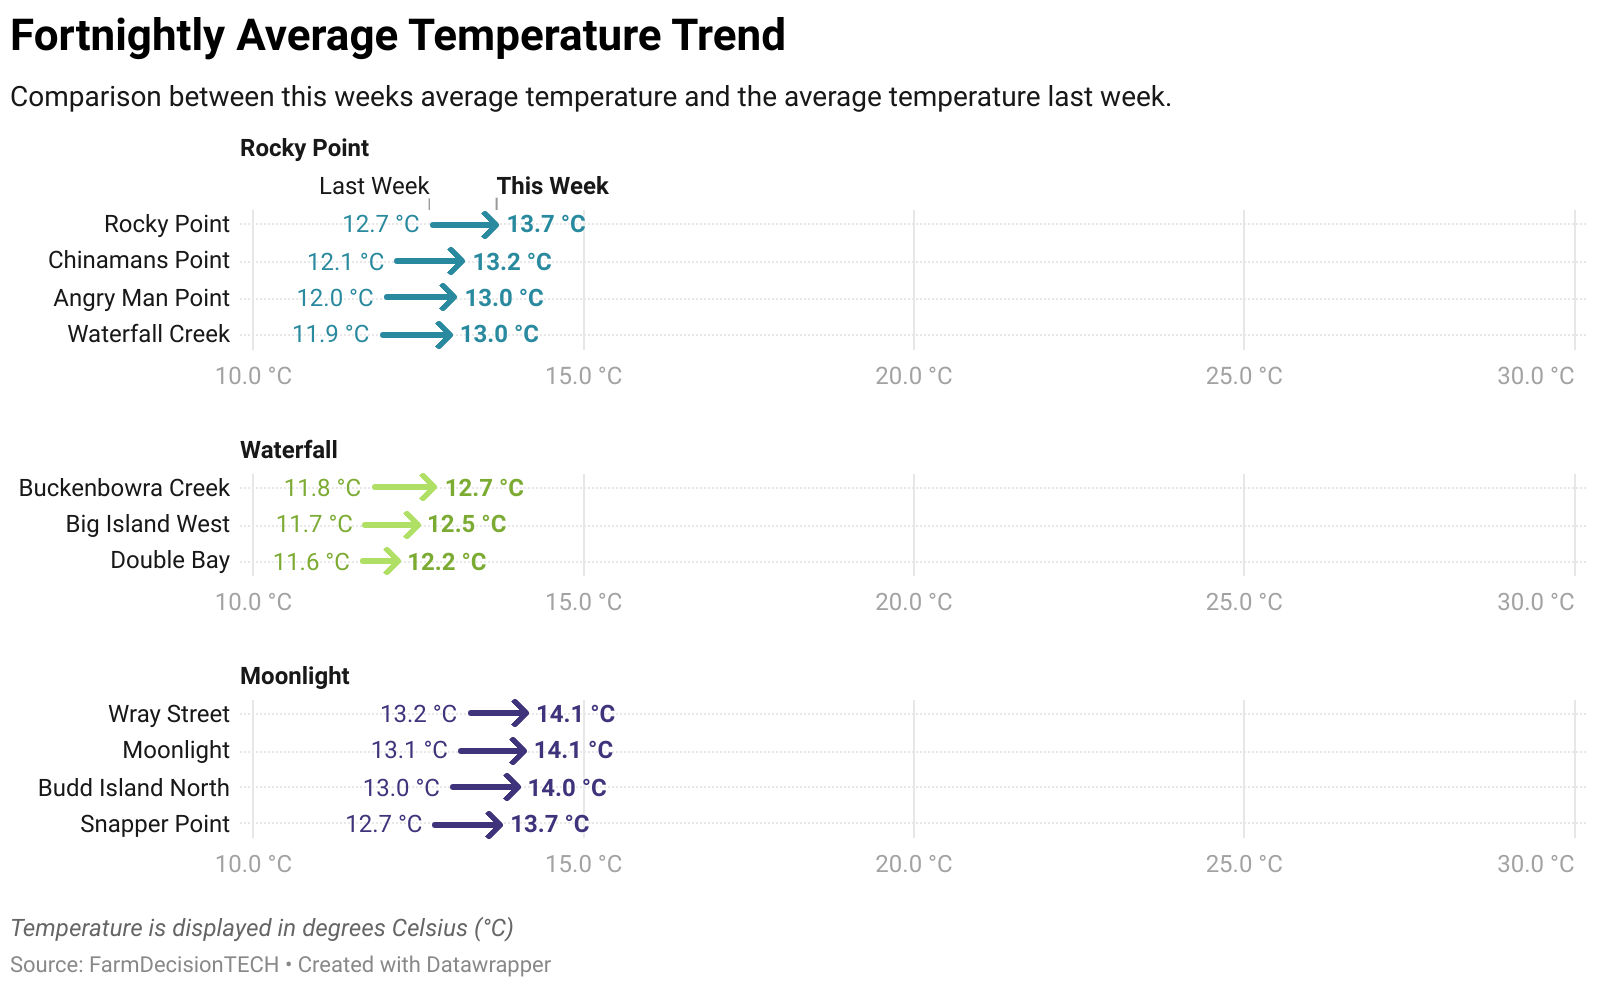 Fortnightly Average Temperature Trend
Comparison between this weeks average temperature and the average temperature last week.
Rocky Point
Last Week This Week
Rocky Point 12.7 °C 13.7 °C
Chinamans Point 12.1 °C 13.2 °C
Angry Man Point 12.0 °C 13.0 °C
Waterfall Creek 11.9 °C 13.0 °C
10.0 °C 15.0 °C 20.0 °C 25.0 °C 30.0 °C
Waterfall
Buckenbowra Creek 11.8 °C 12.7 °C
Big Island West 11.7 °C 12.5 °C
Double Bay 11.6 °C 12.2 °C
10.0 °C 15.0 °C 20.0 °C 25.0 °C 30.0 °C
Moonlight
Wray Street 13.2 °C 14.1 °C
Moonlight 13.1 °C 14.1 °C
Budd Island North 13.0 °C 14.0 °C
Snapper Point 12.7 °C 13.7 °C
10.0 °C 15.0 °C 20.0 °C 25.0 °C 30.0 °C
Temperature is displayed in degrees Celsius (°C)
Source: FarmDecisionTECH • Created with Datawrapper